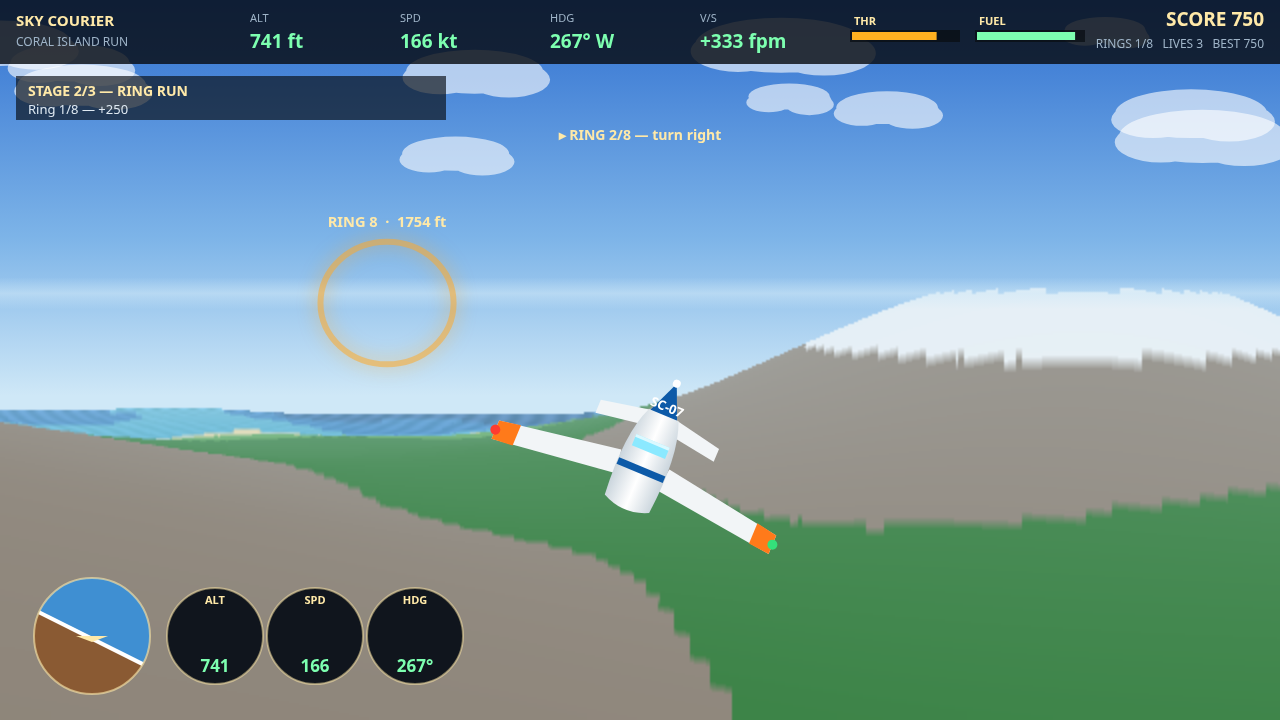 SKY COURIER
CORAL ISLAND RUN
ALT
741 ft
SPD
166 kt
HDG
267° W
V/S
+333 fpm
THR
FUEL
SCORE 750
RINGS 1/8 LIVES 3 BEST 750
STAGE 2/3 — RING RUN
Ring 1/8 — +250
▸ RING 2/8 — turn right
RING 8 · 1754 ft
SC-07
ALT
741
SPD
166
HDG
267°